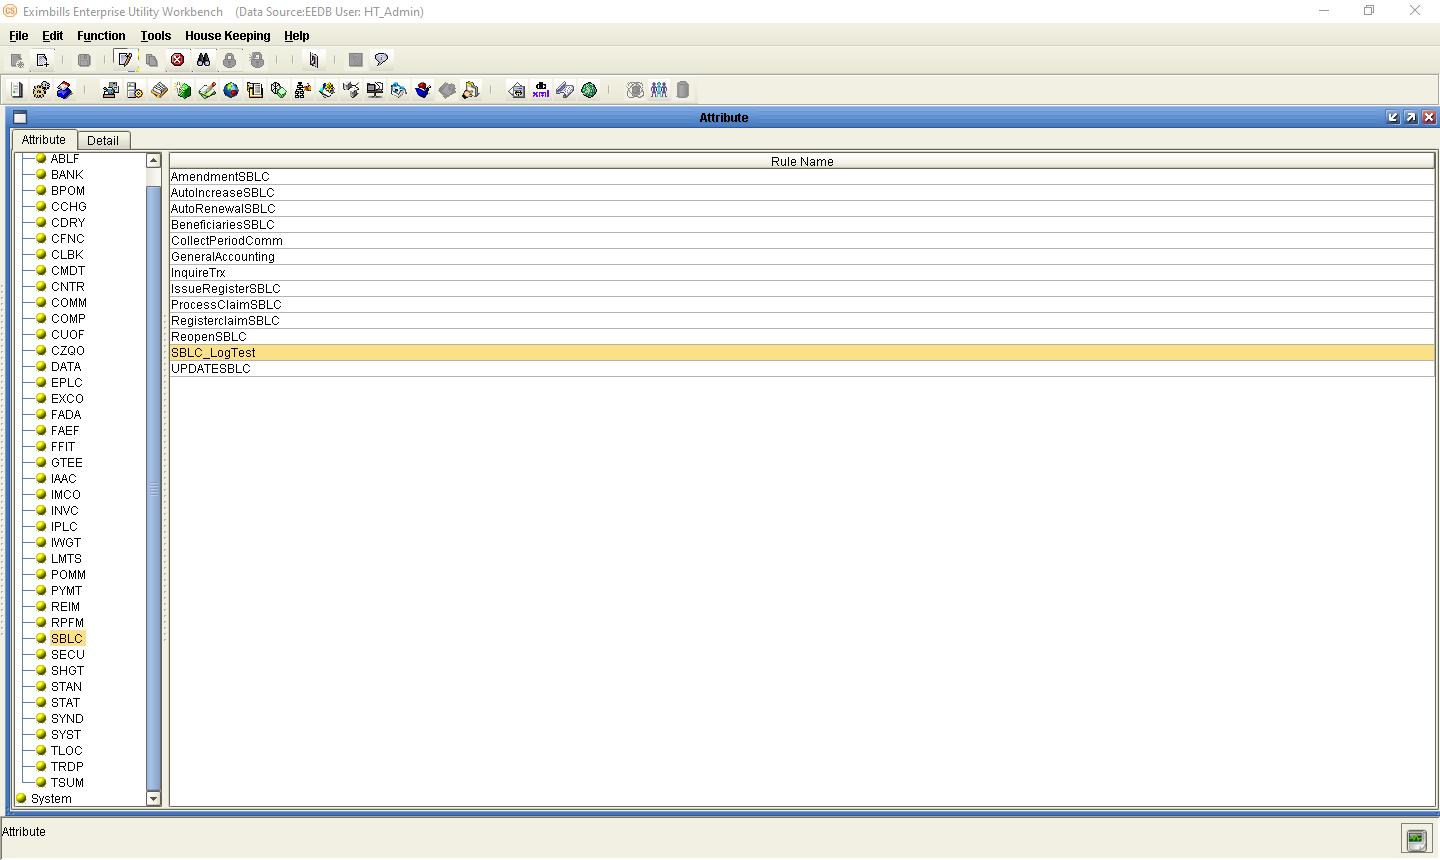 Eximbills Enterprise Utility Workbench    (Data Source:EEDB User: HT_Admin)
File Edit Function Tools House Keeping Help
db xml
Attribute
Attribute Detail
ABLF
BANK
BPOM
CCHG
CDRY
CFNC
CLBK
CMDT
CNTR
COMM
COMP
CUOF
CZQO
DATA
EPLC
EXCO
FADA
FAEF
FFIT
GTEE
IAAC
IMCO
INVC
IPLC
IWGT
LMTS
POMM
PYMT
REIM
RPFM
SBLC
SECU
SHGT
STAN
STAT
SYND
SYST
TLOC
TRDP
TSUM
System
Rule Name
AmendmentSBLC
AutoIncreaseSBLC
AutoRenewalSBLC
BeneficiariesSBLC
CollectPeriodComm
GeneralAccounting
InquireTrx
IssueRegisterSBLC
ProcessClaimSBLC
RegisterclaimSBLC
ReopenSBLC
SBLC_LogTest
UPDATESBLC
Attribute